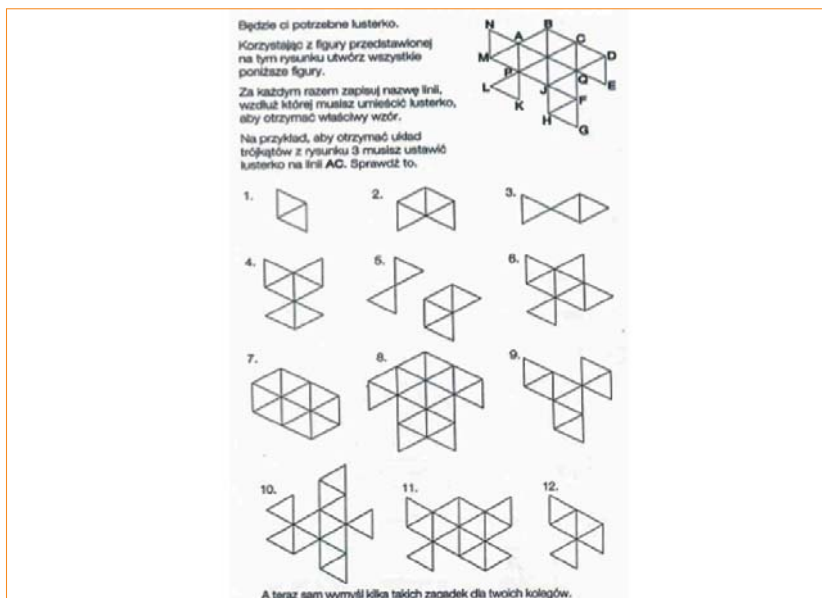 Będzie ci potrzebne lusterko.
Korzystając z figury przedstawionej
na tym rysunku utwórz wszystkie
poniższe figury.
Za każdym razem zapisuj nazwę linii,
wzdłuż której musisz umieścić lusterko,
aby otrzymać właściwy wzór.
Na przykład, aby otrzymać układ
trójkątów z rysunku 3 musisz ustawić
lusterko na linii AC. Sprawdź to.
N B
A C
M D
P Q E
L J
K F
H G
1. 2. 3.
4. 5. 6.
7. 8. 9.
10. 11. 12.
A teraz sam wymyśl kilka takich zagadek dla twoich kolegów.